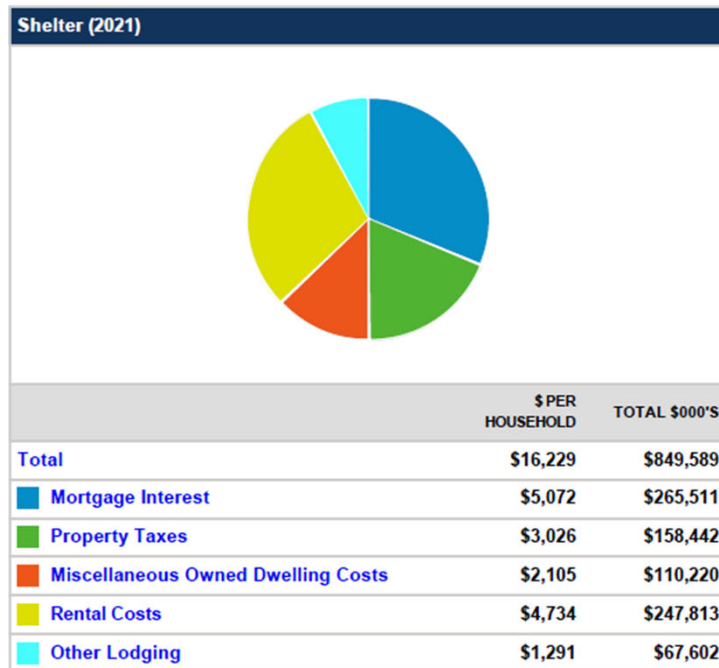 Shelter (2021)
$ PER
HOUSEHOLD
TOTAL $000'S
Total $16,229 $849,589
Mortgage Interest $5,072 $265,511
Property Taxes $3,026 $158,442
Miscellaneous Owned Dwelling Costs $2,105 $110,220
Rental Costs $4,734 $247,813
Other Lodging $1,291 $67,602